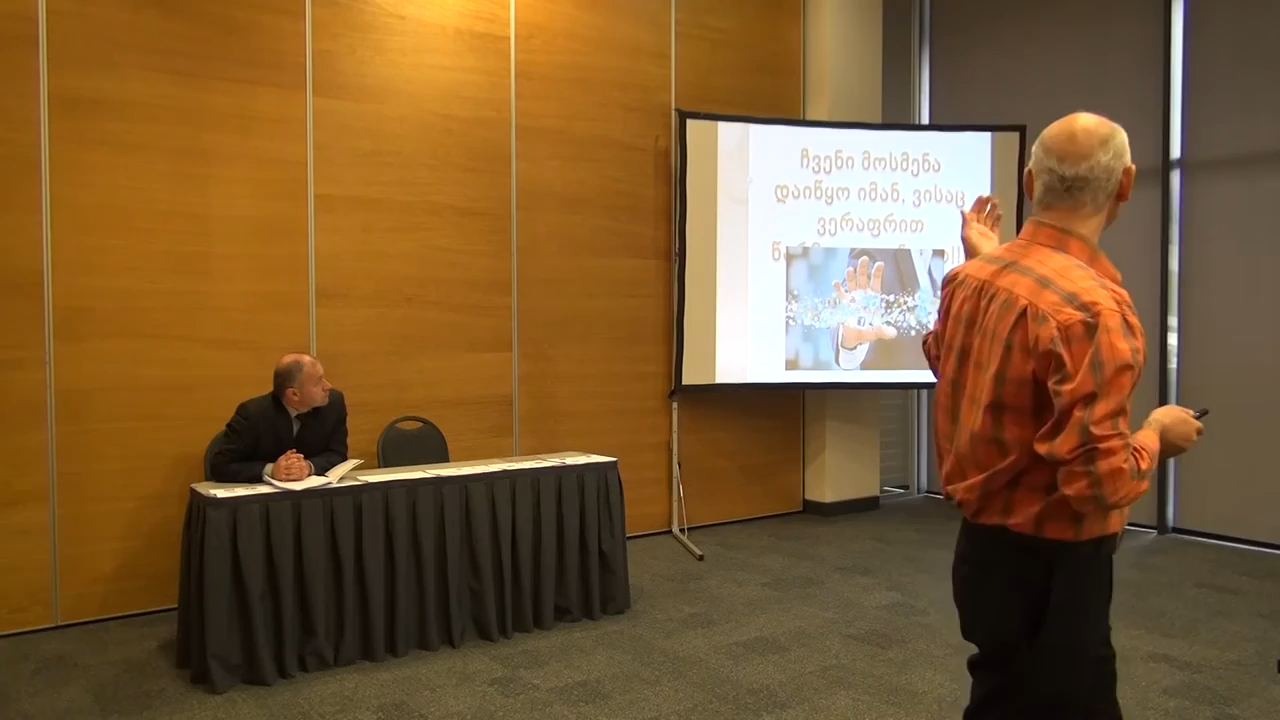 ჩვენი მოსმენა
დაიწყო იმან, ვისაც
ვერაფრით